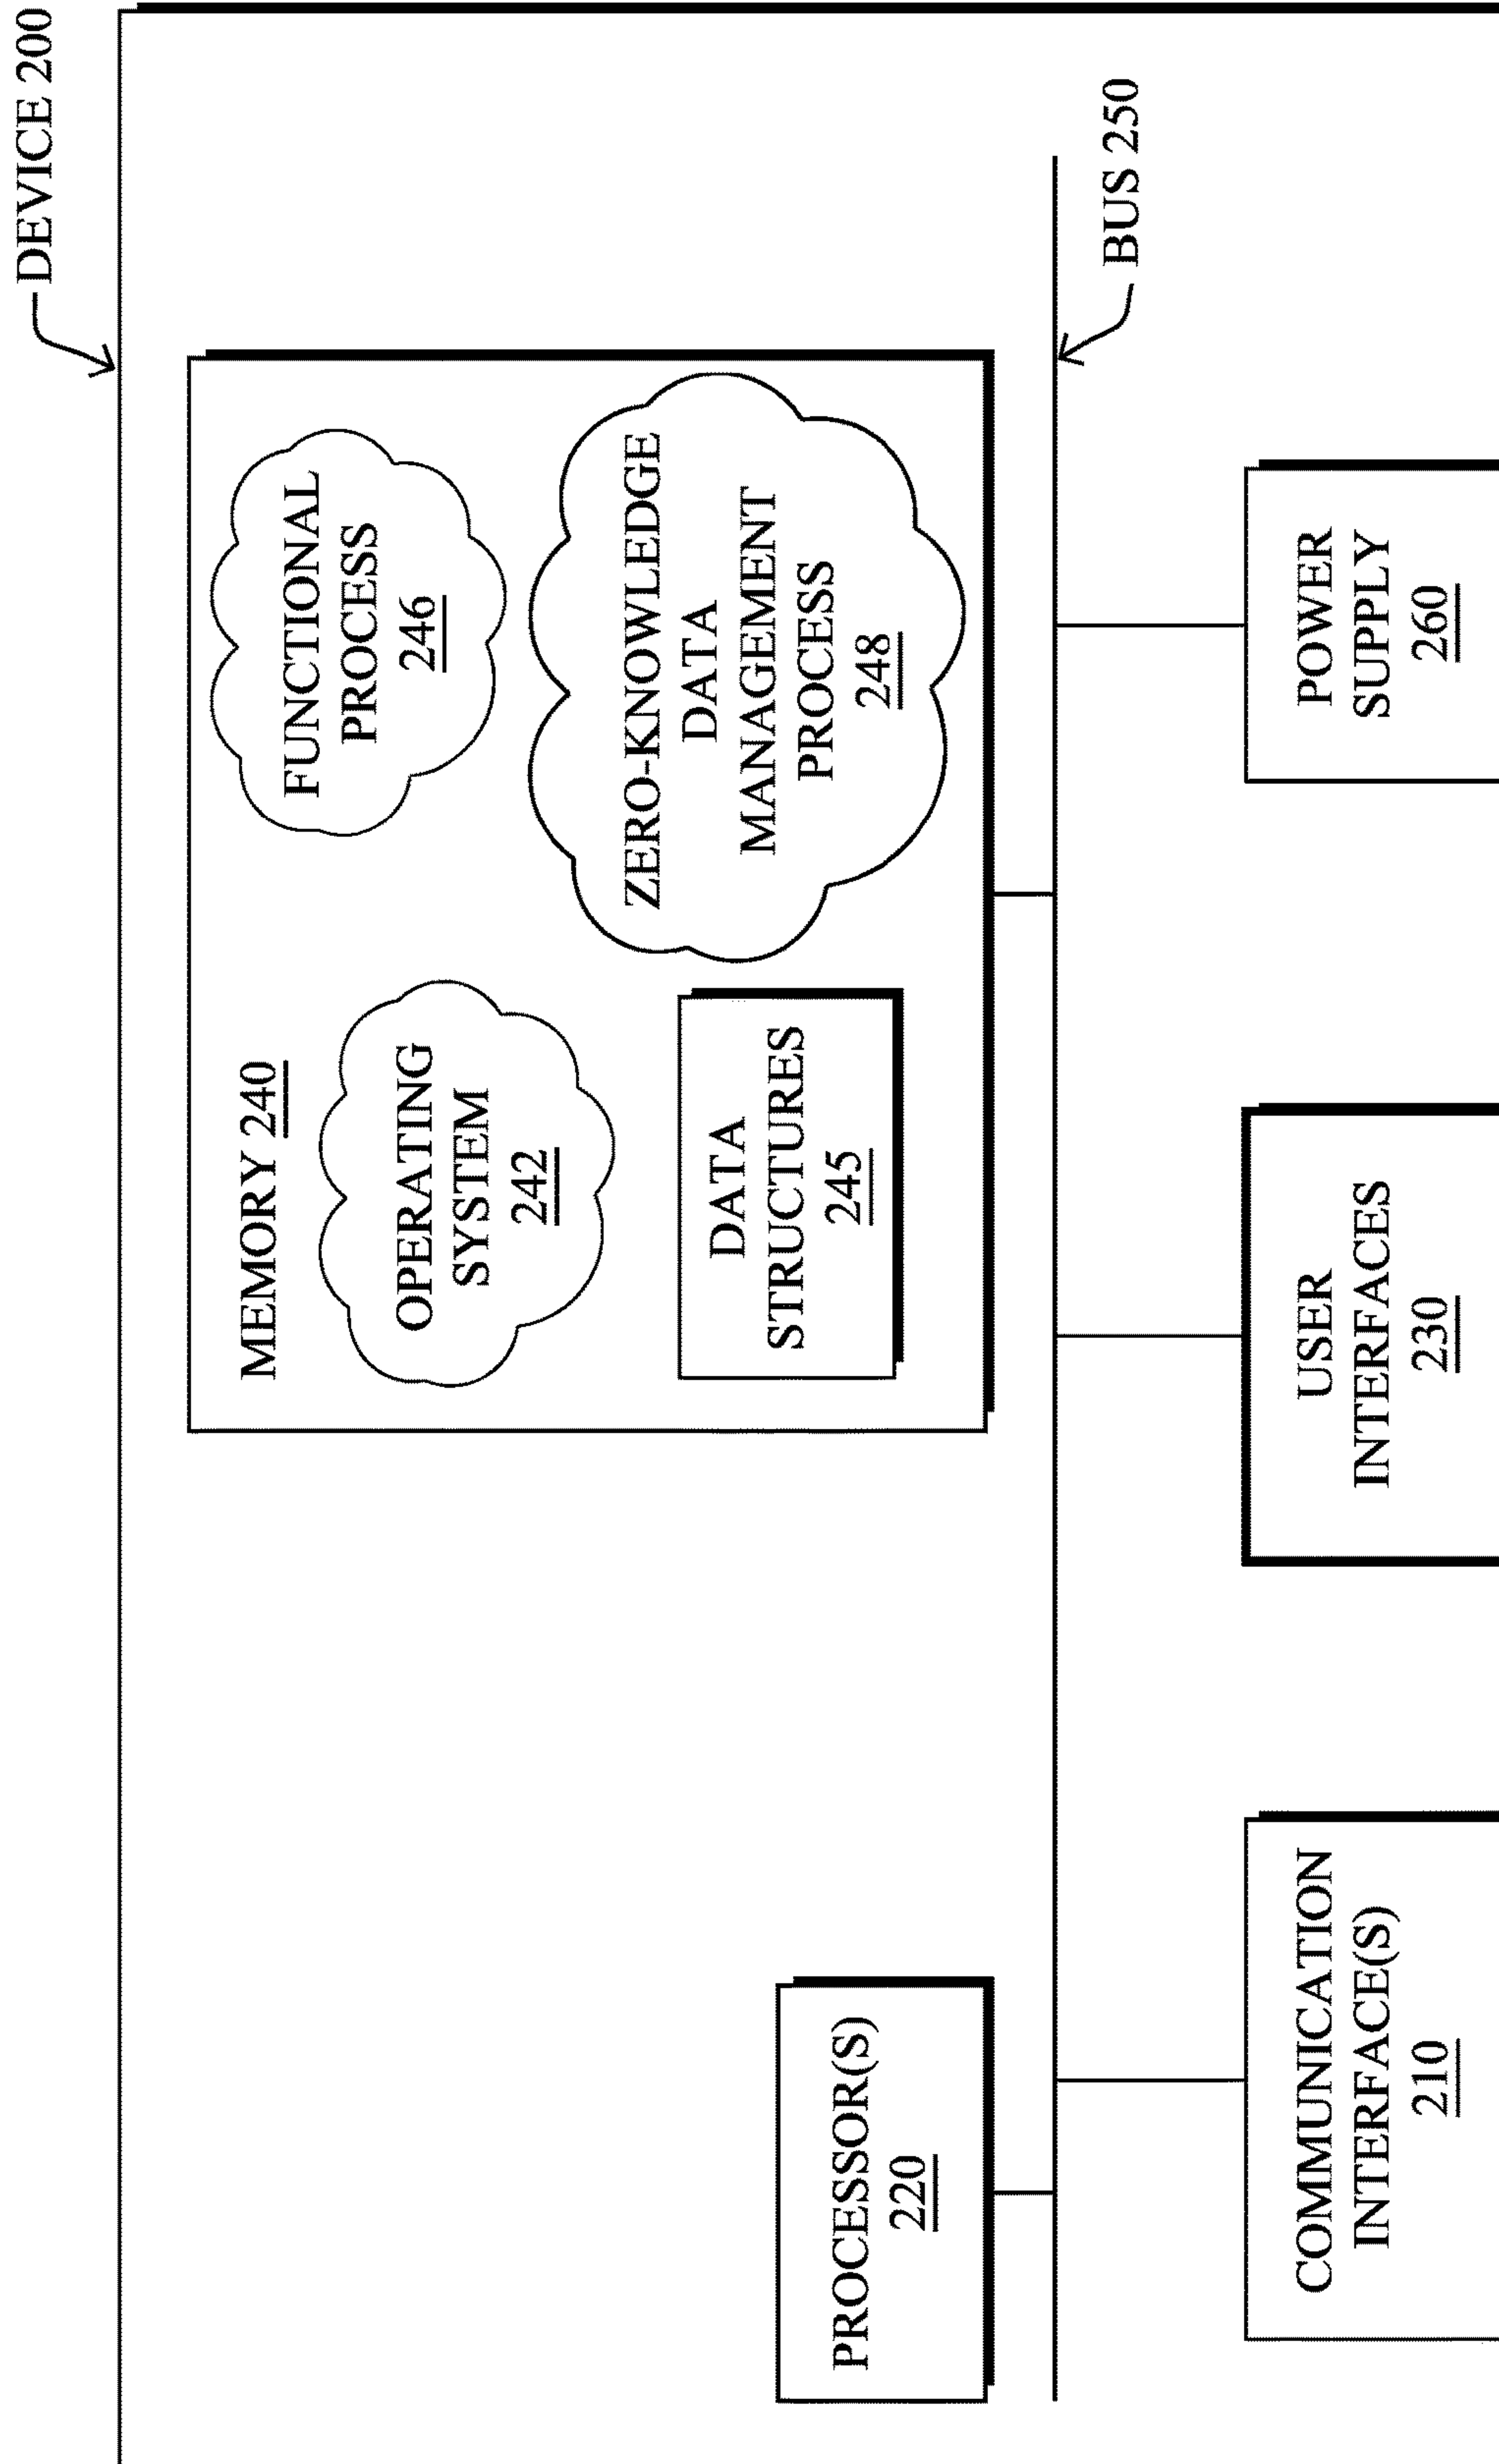 DEVICE 200
MEMORY 240
FUNCTIONAL
PROCESS
246
OPERATING
SYSTEM
242
ZERO-KNOWLEDGE
DATA
MANAGEMENT
PROCESS
248
DATA
STRUCTURES
245
PROCESSOR(S)
220
BUS 250
COMMUNICATION
INTERFACE(S)
210
USER
INTERFACES
230
POWER
SUPPLY
260